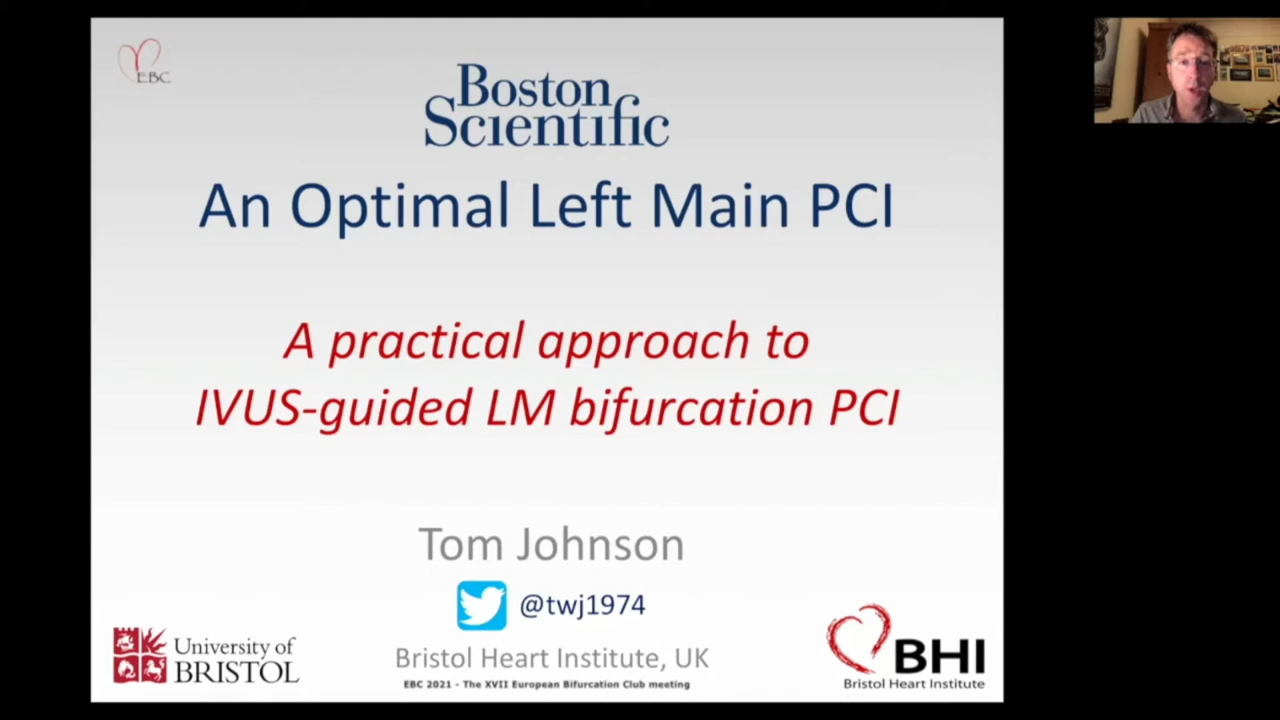 EBC
Boston
Scientific
An Optimal Left Main PCI
A practical approach to
IVUS-guided LM bifurcation PCI
Tom Johnson
@twj1974
University of
BRISTOL
Bristol Heart Institute, UK
EBC 2021 - The XVII European Bifurcation Club meeting
BHI
Bristol Heart Institute